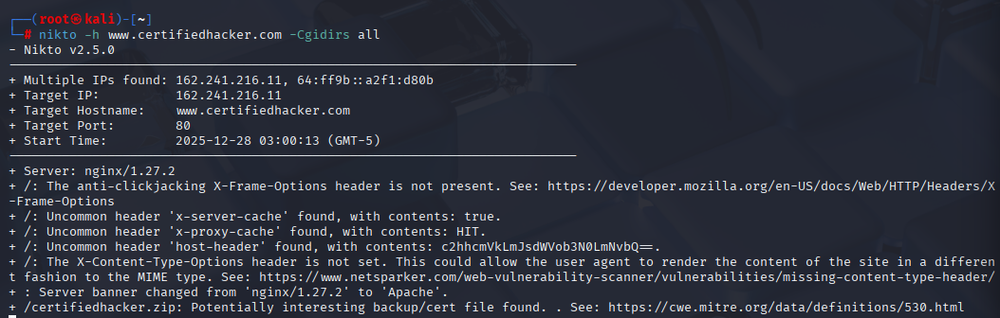 ┌──(root㉿kali)-[~]
└─# nikto -h www.certifiedhacker.com -Cgidirs all
- Nikto v2.5.0
---------------------------------------------------------------------------
+ Multiple IPs found: 162.241.216.11, 64:ff9b::a2f1:d80b
+ Target IP:          162.241.216.11
+ Target Hostname:    www.certifiedhacker.com
+ Target Port:        80
+ Start Time:         2025-12-28 03:00:13 (GMT-5)
---------------------------------------------------------------------------
+ Server: nginx/1.27.2
+ /: The anti-clickjacking X-Frame-Options header is not present. See: https://developer.mozilla.org/en-US/docs/Web/HTTP/Headers/X
-Frame-Options
+ /: Uncommon header 'x-server-cache' found, with contents: true.
+ /: Uncommon header 'x-proxy-cache' found, with contents: HIT.
+ /: Uncommon header 'host-header' found, with contents: c2hhcmVkLmJsdWVob3N0LmNvbQ==.
+ /: The X-Content-Type-Options header is not set. This could allow the user agent to render the content of the site in a differen
t fashion to the MIME type. See: https://www.netsparker.com/web-vulnerability-scanner/vulnerabilities/missing-content-type-header/
+ : Server banner changed from 'nginx/1.27.2' to 'Apache'.
+ /certifiedhacker.zip: Potentially interesting backup/cert file found. . See: https://cwe.mitre.org/data/definitions/530.html